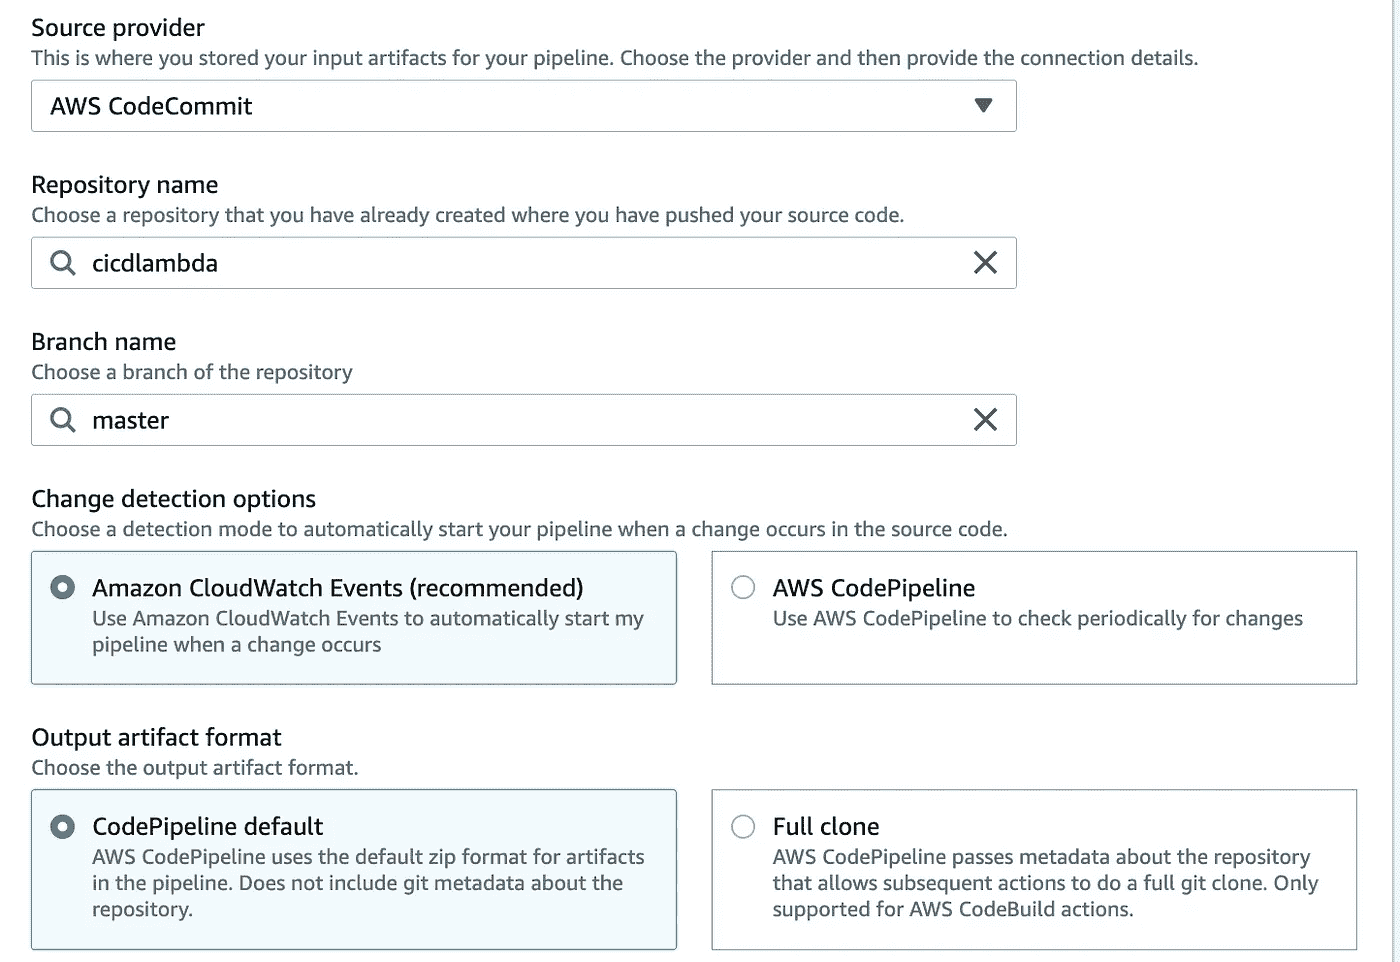 Source provider
This is where you stored your input artifacts for your pipeline. Choose the provider and then provide the connection details.
AWS CodeCommit
Repository name
Choose a repository that you have already created where you have pushed your source code.
cicdlambda
Branch name
Choose a branch of the repository
master
Change detection options
Choose a detection mode to automatically start your pipeline when a change occurs in the source code.
Amazon CloudWatch Events (recommended)
Use Amazon CloudWatch Events to automatically start my
pipeline when a change occurs
AWS CodePipeline
Use AWS CodePipeline to check periodically for changes
Output artifact format
Choose the output artifact format.
CodePipeline default
AWS CodePipeline uses the default zip format for artifacts
in the pipeline. Does not include git metadata about the
repository.
Full clone
AWS CodePipeline passes metadata about the repository
that allows subsequent actions to do a full git clone. Only
supported for AWS CodeBuild actions.